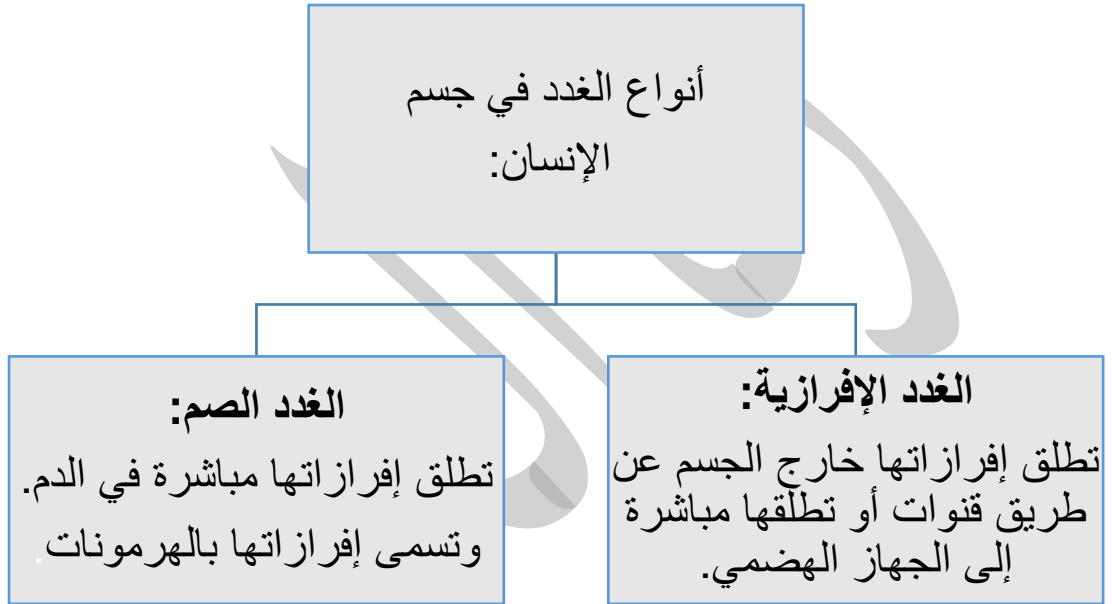 أنواع الغدد في جسم
الإنسان:
الغدد الإفرازية:
تطلق إفرازاتها خارج الجسم عن
طريق قنوات أو تطلقها مباشرة
إلى الجهاز الهضمي.
الغدد الصم:
تطلق إفرازاتها مباشرة في الدم.
وتسمى إفرازاتها بالهرمونات.